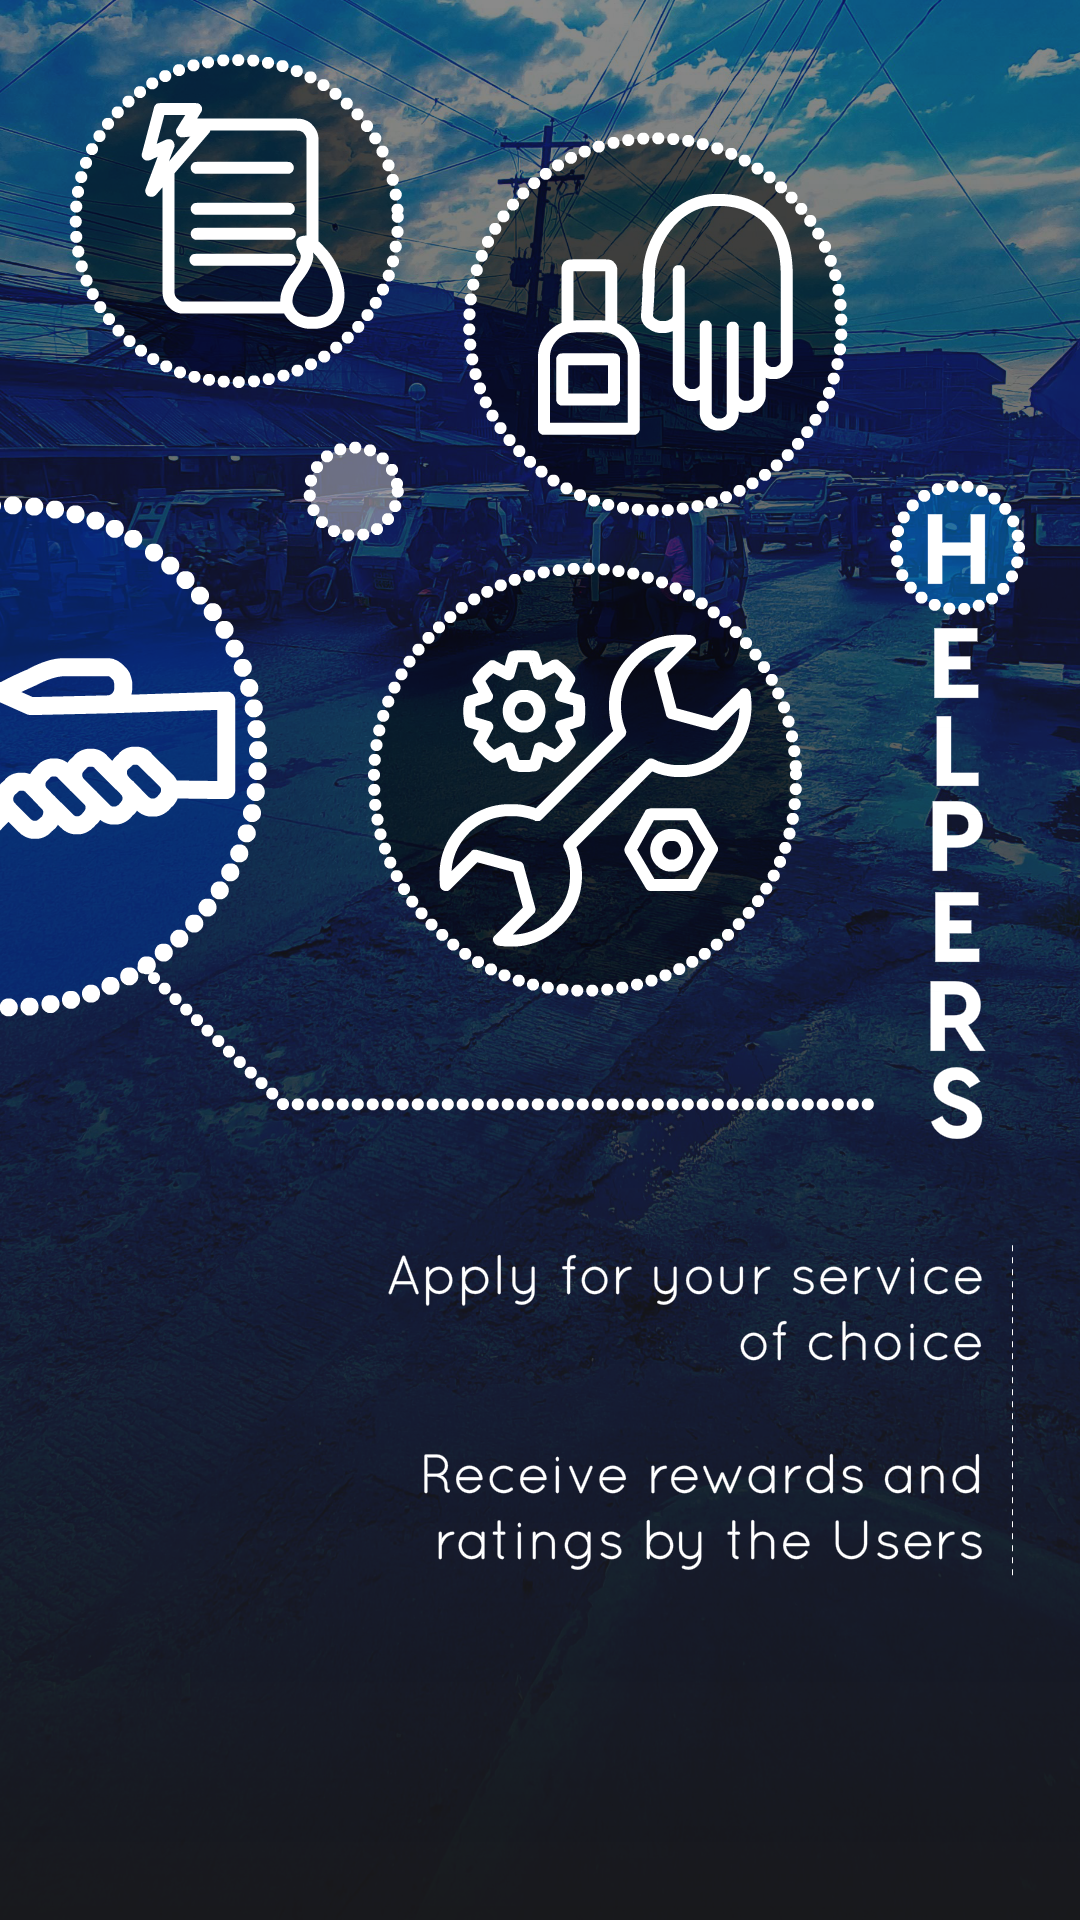 HELPERS
Apply for your service
of choice
Receive rewards and
ratings by the Users